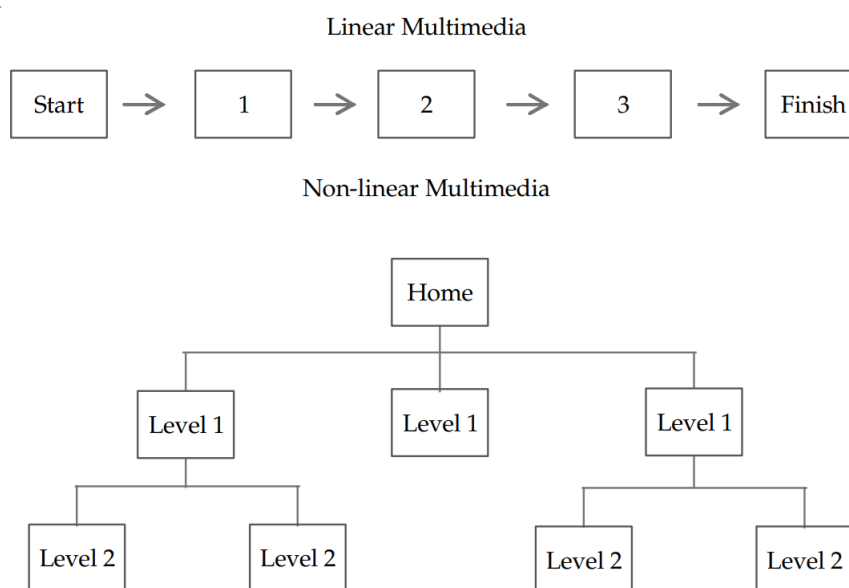 Linear Multimedia
Start 1 2 3 Finish
Non-linear Multimedia
Home
Level 1 Level 1 Level 1
Level 2 Level 2 Level 2 Level 2